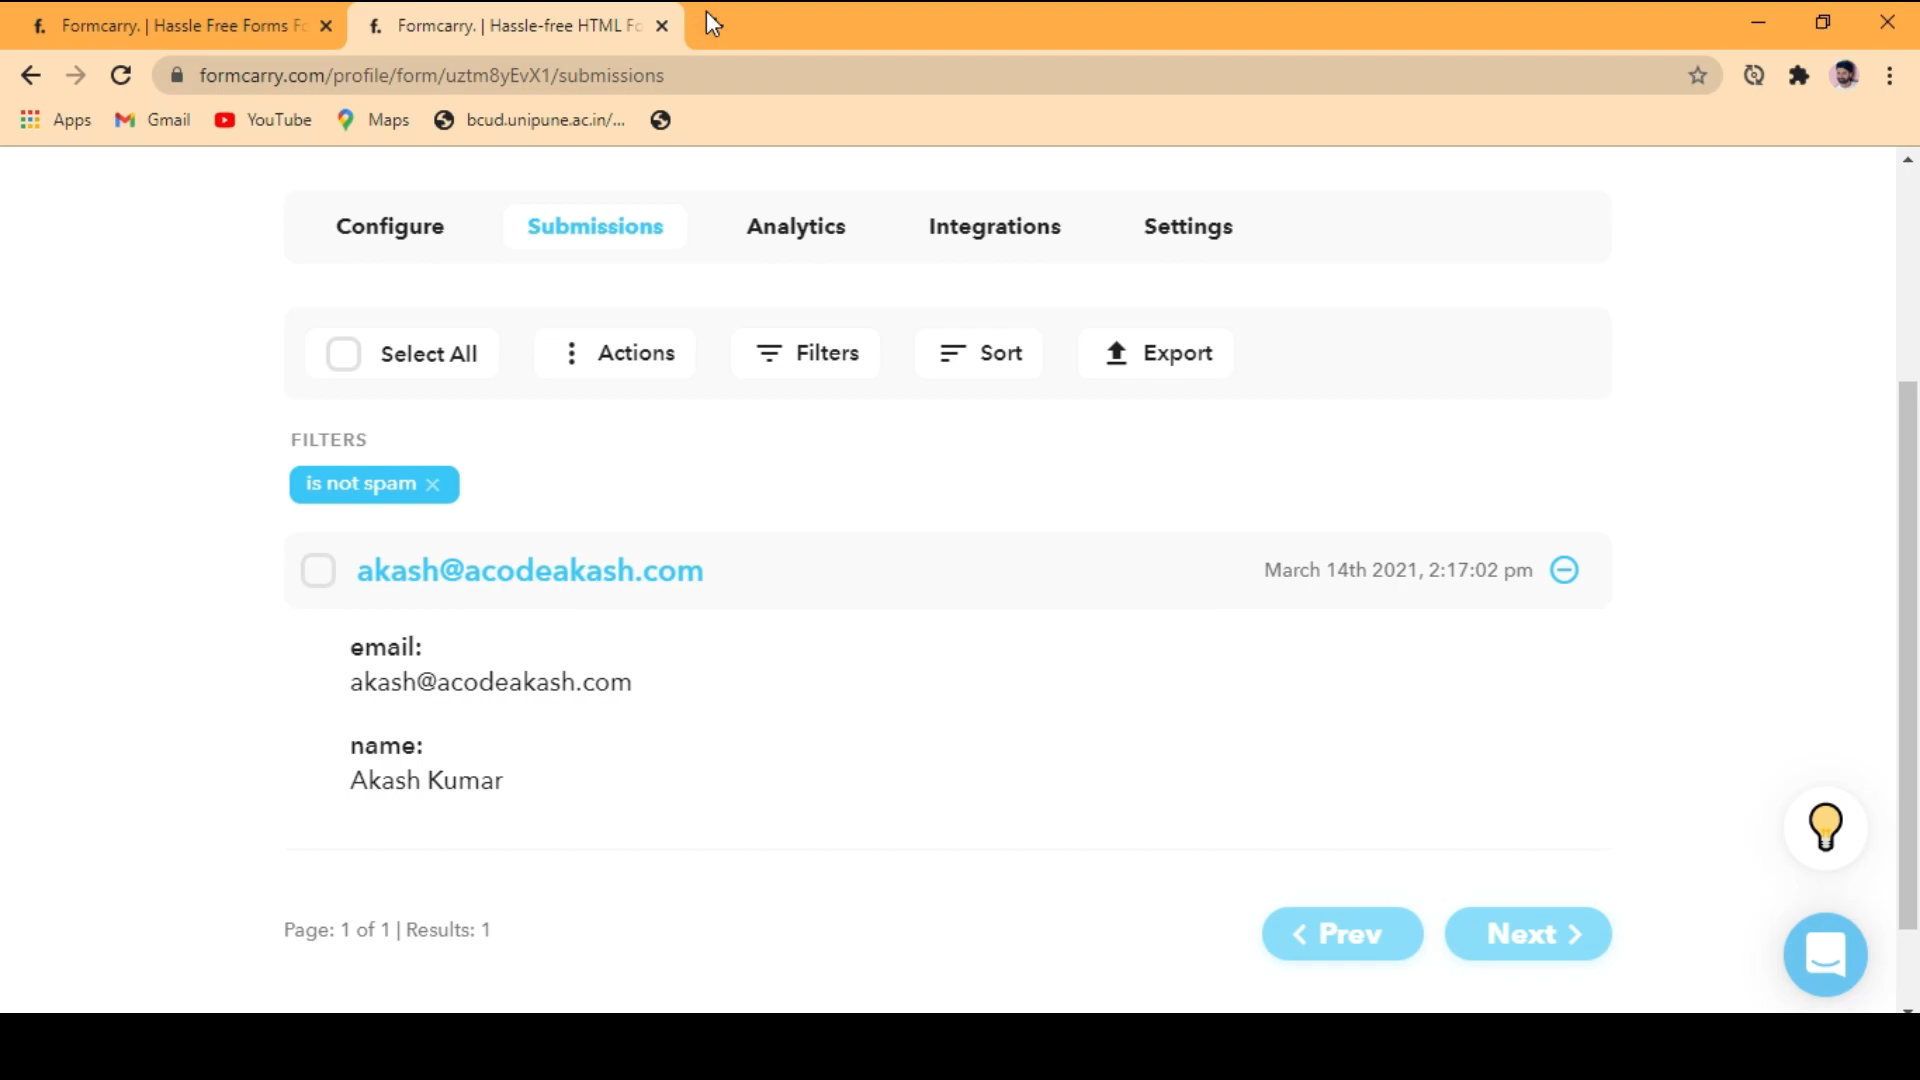 f. Formcarry. | Hassle Free Forms Fo
f. Formcarry. | Hassle-free HTML Fo
formcarry.com/profile/form/uztm8yEvX1/submissions
Apps Gmail YouTube Maps bcud.unipune.ac.in/...
Configure Submissions Analytics Integrations Settings
Select All Actions Filters Sort Export
FILTERS
is not spam
akash@acodeakash.com March 14th 2021, 2:17:02 pm
email:
akash@acodeakash.com
name:
Akash Kumar
Page: 1 of 1 | Results: 1 Prev Next